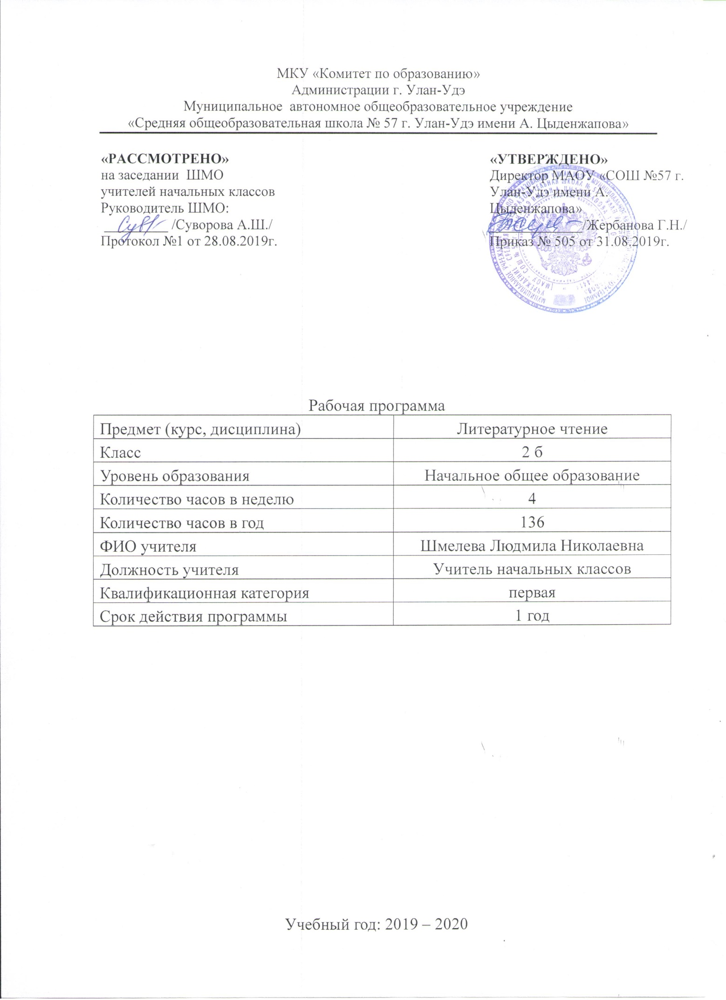 МКУ «Комитет по образованию»
Администрации г. Улан-Удэ
Муниципальное  автономное общеобразовательное учреждение
«Средняя общеобразовательная школа № 57 г. Улан-Удэ имени А. Цыденжапова»
«РАССМОТРЕНО»
на заседании  ШМО
учителей начальных классов
Руководитель ШМО:
/Суворова А.Ш./
Протокол №1 от 28.08.2019г.
«УТВЕРЖДЕНО»
Директор МАОУ «СОШ №57 г.
Улан-Удэ имени А.
Цыденжапова»
/Жербанова Г.Н./
Приказ № 505 от 31.08.2019г.
Рабочая программа
Предмет (курс, дисциплина) Литературное чтение
Класс 2 б
Уровень образования Начальное общее образование
Количество часов в неделю 4
Количество часов в год 136
ФИО учителя Шмелева Людмила Николаевна
Должность учителя Учитель начальных классов
Квалификационная категория первая
Срок действия программы 1 год
Учебный год: 2019 – 2020